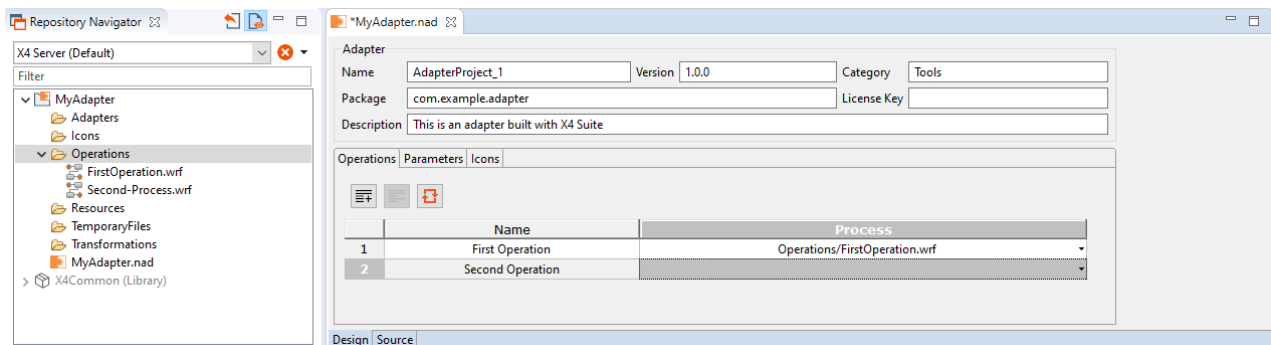 Repository Navigator
X4 Server (Default)
Filter
MyAdapter
Adapters
Icons
Operations
FirstOperation.wrf
Second-Process.wrf
Resources
TemporaryFiles
Transformations
MyAdapter.nad
X4Common (Library)
*MyAdapter.nad
Adapter
Name AdapterProject_1 Version 1.0.0 Category Tools
Package com.example.adapter License Key
Description This is an adapter built with X4 Suite
Operations Parameters Icons
Name Process
1 First Operation Operations/FirstOperation.wrf
2 Second Operation
Design Source